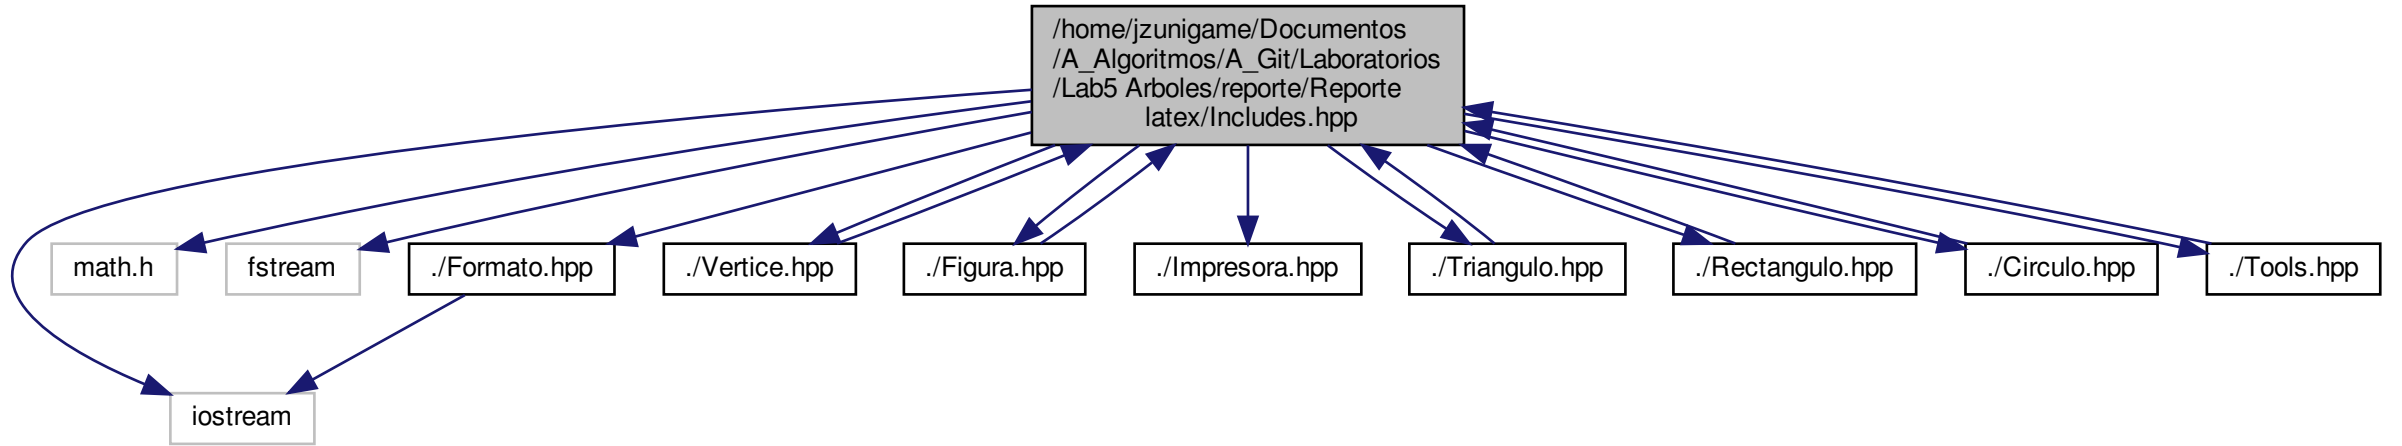 /home/jzunigame/Documentos
/A_Algoritmos/A_Git/Laboratorios
/Lab5 Arboles/reporte/Reporte
latex/Includes.hpp
math.h
fstream
./Formato.hpp
./Vertice.hpp
./Figura.hpp
./Impresora.hpp
./Triangulo.hpp
./Rectangulo.hpp
./Circulo.hpp
./Tools.hpp
iostream